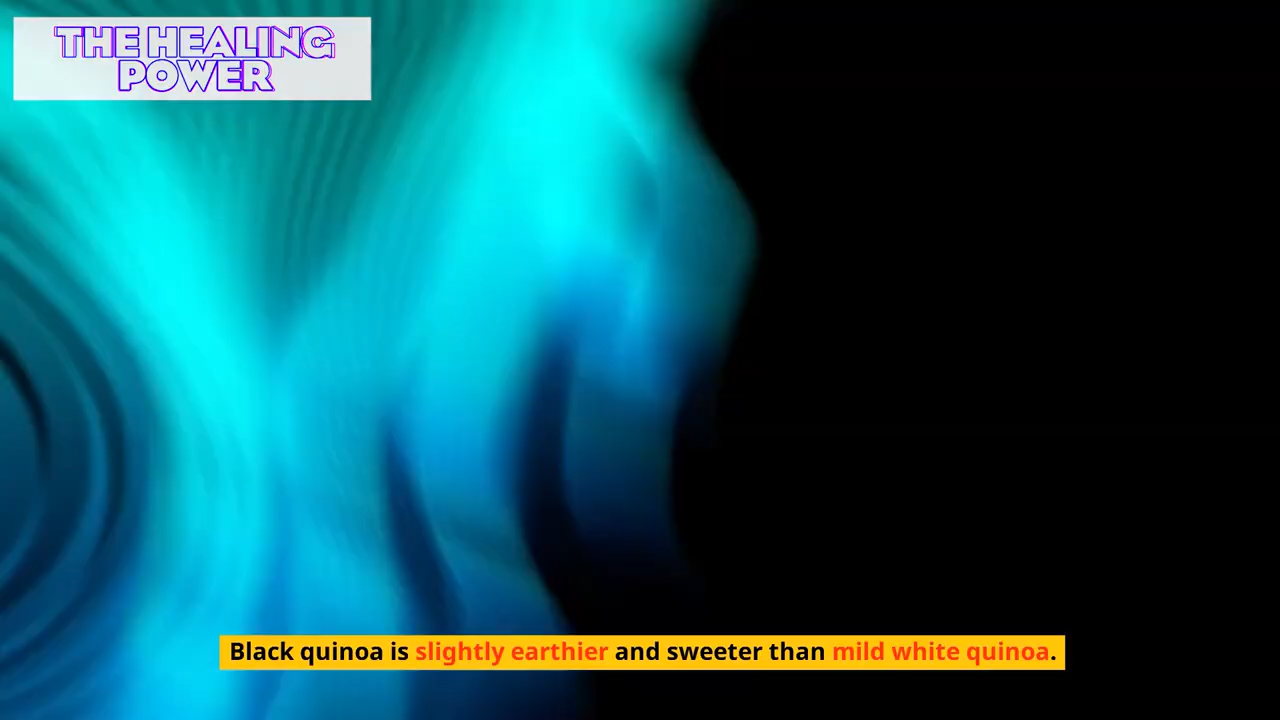 THE HEALING
POWER
Black quinoa is slightly earthier and sweeter than mild white quinoa.